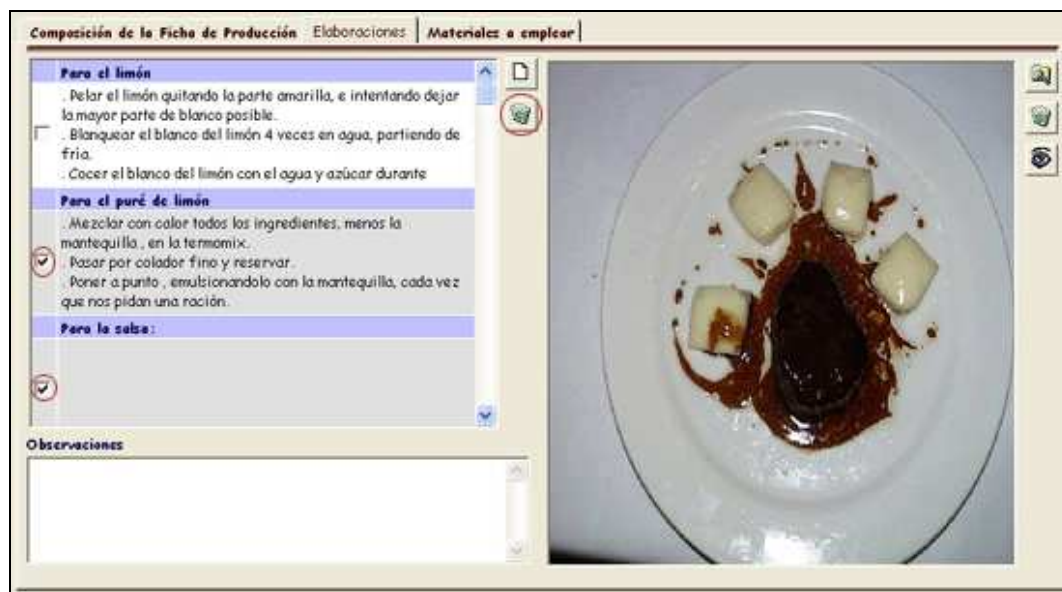 Composición de la Ficha de Producción Elaboraciones Materiales a emplear
Para el limón
. Pelar el limón quitando la parte amarilla, e intentando dejar
la mayor parte de blanco posible.
. Blanquear el blanco del limón 4 veces en agua, partiendo de
fria.
. Cocer el blanco del limón con el agua y azúcar durante
Para el puré de limón
. Mezclar con calor todos los ingredientes, menos la
mantequilla , en la termomix.
. Pasar por colador fino y reservar.
. Poner a punto , emulsionandolo con la mantequilla, cada vez
que nos pidan una ración.
Para la salsa:
Observaciones